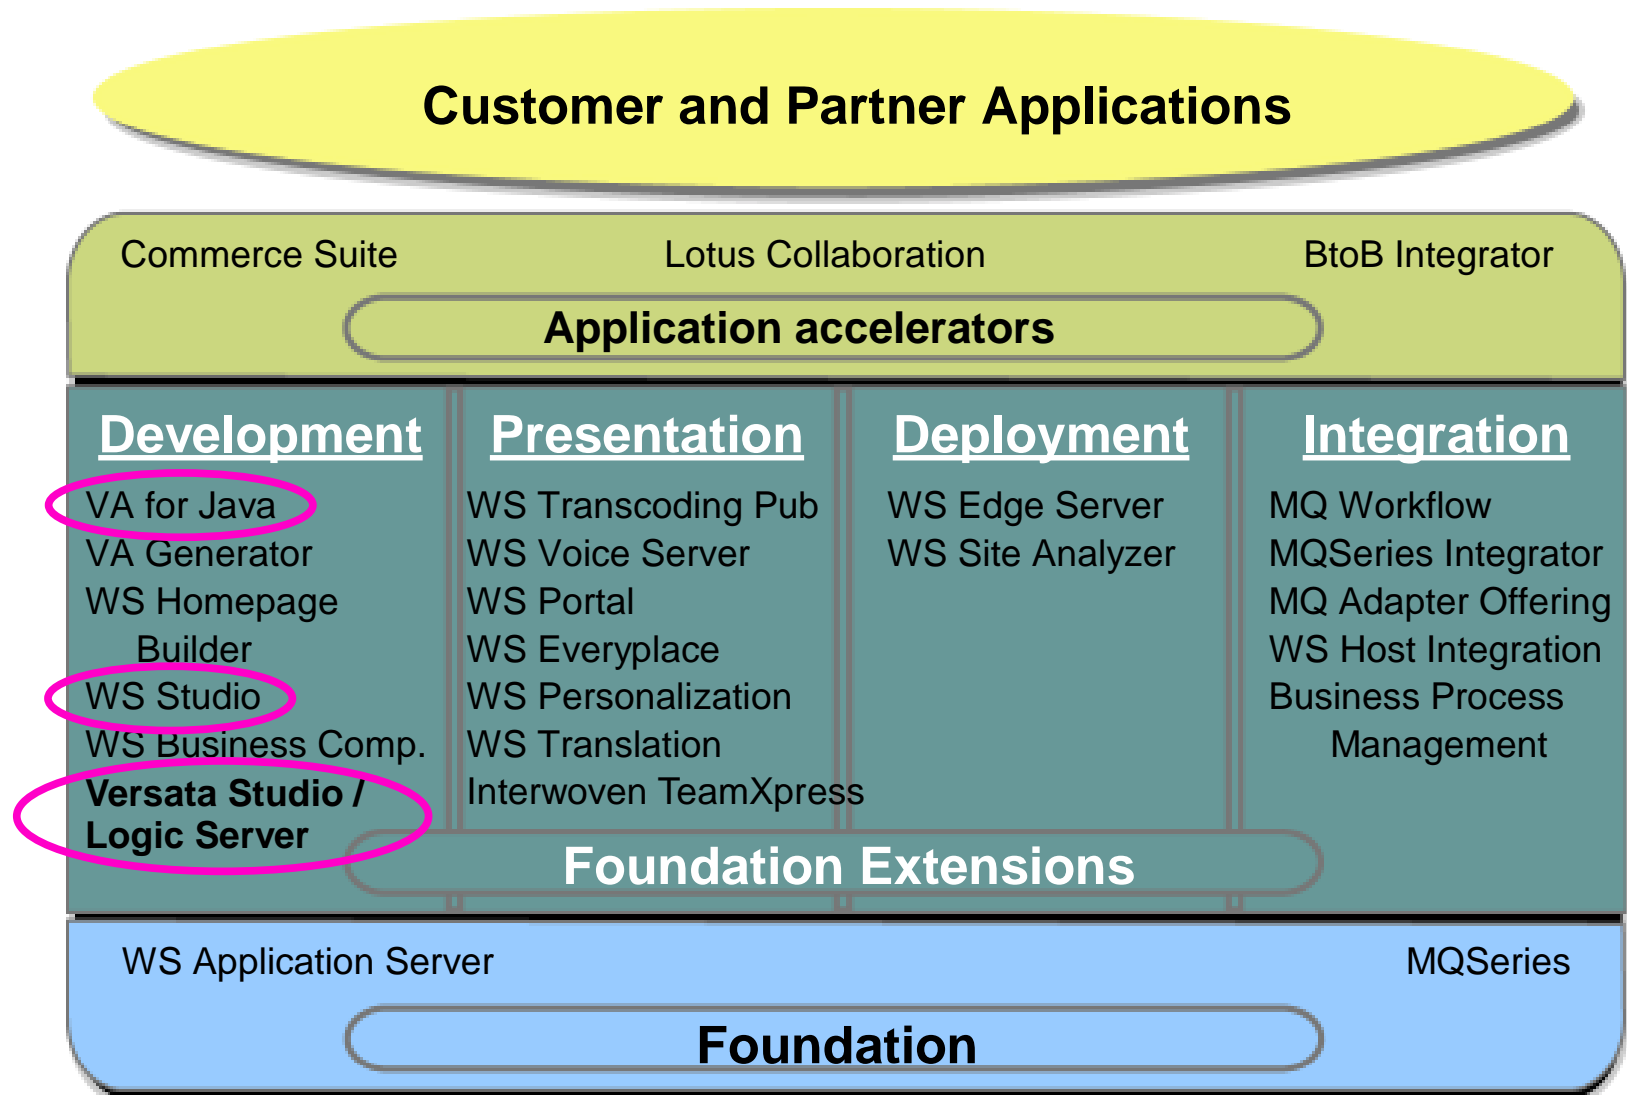 Customer and Partner Applications
Commerce Suite
Lotus Collaboration
BtoB Integrator
Application accelerators
Development
VA for Java
VA Generator
WS Homepage
Builder
WS Studio
WS Business Comp.
Versata Studio /
Logic Server
Presentation
WS Transcoding Pub
WS Voice Server
WS Portal
WS Everyplace
WS Personalization
WS Translation
Interwoven TeamXpress
Deployment
WS Edge Server
WS Site Analyzer
Integration
MQ Workflow
MQSeries Integrator
MQ Adapter Offering
WS Host Integration
Business Process
Management
Foundation Extensions
WS Application Server
MQSeries
Foundation